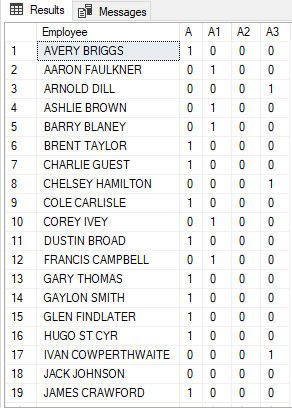 Results Messages
Employee A A1 A2 A3
1 AVERY BRIGGS 1 0 0 0
2 AARON FAULKNER 0 1 0 0
3 ARNOLD DILL 0 0 0 1
4 ASHLIE BROWN 0 1 0 0
5 BARRY BLANEY 0 1 0 0
6 BRENT TAYLOR 1 0 0 0
7 CHARLIE GUEST 1 0 0 0
8 CHELSEY HAMILTON 0 0 0 1
9 COLE CARLISLE 1 0 0 0
10 COREY IVEY 0 1 0 0
11 DUSTIN BROAD 1 0 0 0
12 FRANCIS CAMPBELL 0 1 0 0
13 GARY THOMAS 1 0 0 0
14 GAYLON SMITH 1 0 0 0
15 GLEN FINDLATER 1 0 0 0
16 HUGO ST CYR 1 0 0 0
17 IVAN COWPERTHWAITE 0 0 0 1
18 JACK JOHNSON 0 0 0 0
19 JAMES CRAWFORD 1 0 0 0